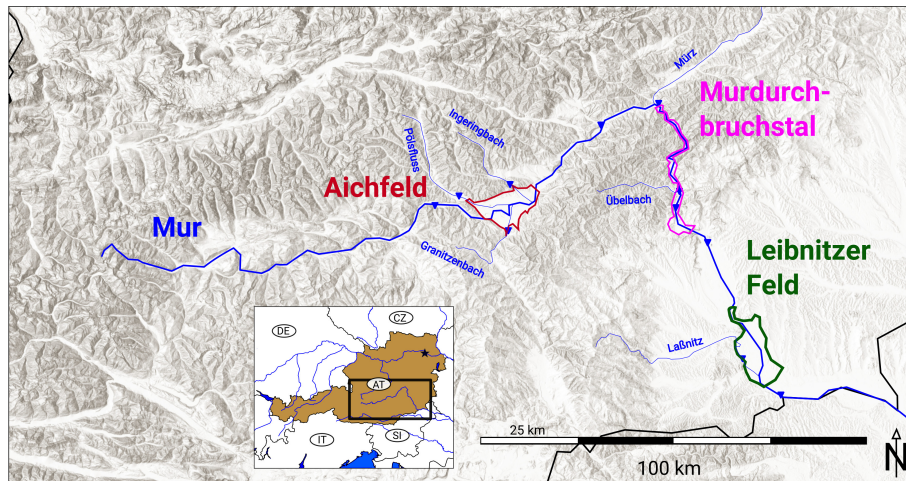 Mürz
Murdurch-
bruchstal
Ingeringbach
Pölsfluss
Aichfeld
Übelbach
Mur
Granitzenbach
Leibnitzer
Feld
Laßnitz
DE
CZ
AT
IT
SI
25 km
100 km
N